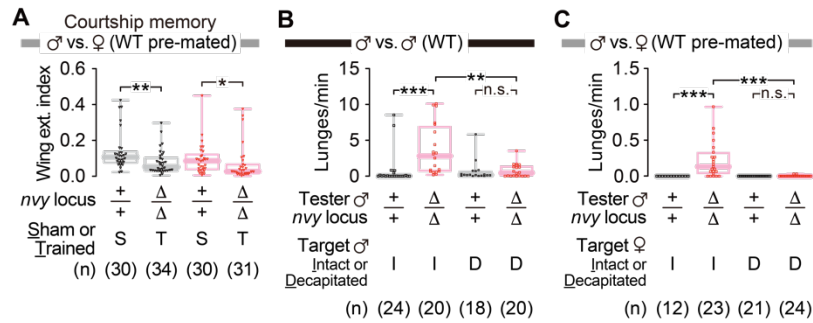 A
Courtship memory
♂ vs. ♀ (WT pre-mated)
Wing ext. index
0.6
0.4
0.2
0.0
** *
nvy locus +/+ Δ/Δ +/+ Δ/Δ
Sham or Trained S T S T
(n) (30) (34) (30) (31)
B
♂ vs. ♂ (WT)
Lunges/min
15
10
5
0
**
*** n.s.
Tester ♂ nvy locus +/+ Δ/Δ +/+ Δ/Δ
Target ♂
Intact or Decapitated I I D D
(n) (24) (20) (18) (20)
C
♂ vs. ♀ (WT pre-mated)
Lunges/min
1.5
1.0
0.5
0.0
***
*** n.s.
Tester ♂ nvy locus +/+ Δ/Δ +/+ Δ/Δ
Target ♀
Intact or Decapitated I I D D
(n) (12) (23) (21) (24)